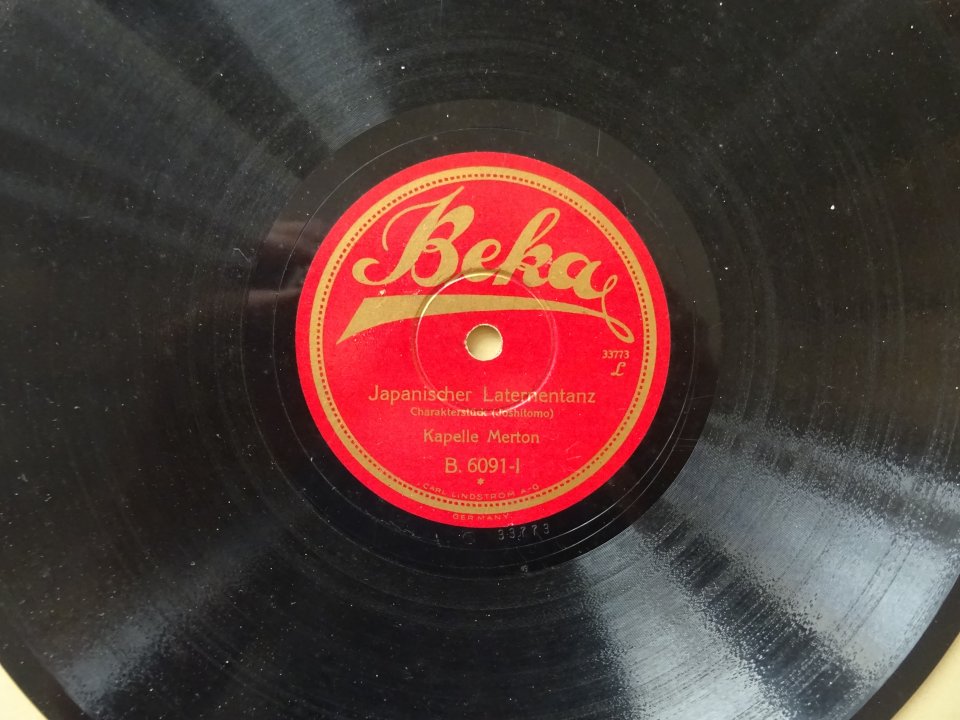 Beka
33773
L
Japanischer Laternentanz
Charakterstück (Joshitomo)
Kapelle Merton
B. 6091-I
*
CARL LINDSTRÖM A-G
GERMANY
33773